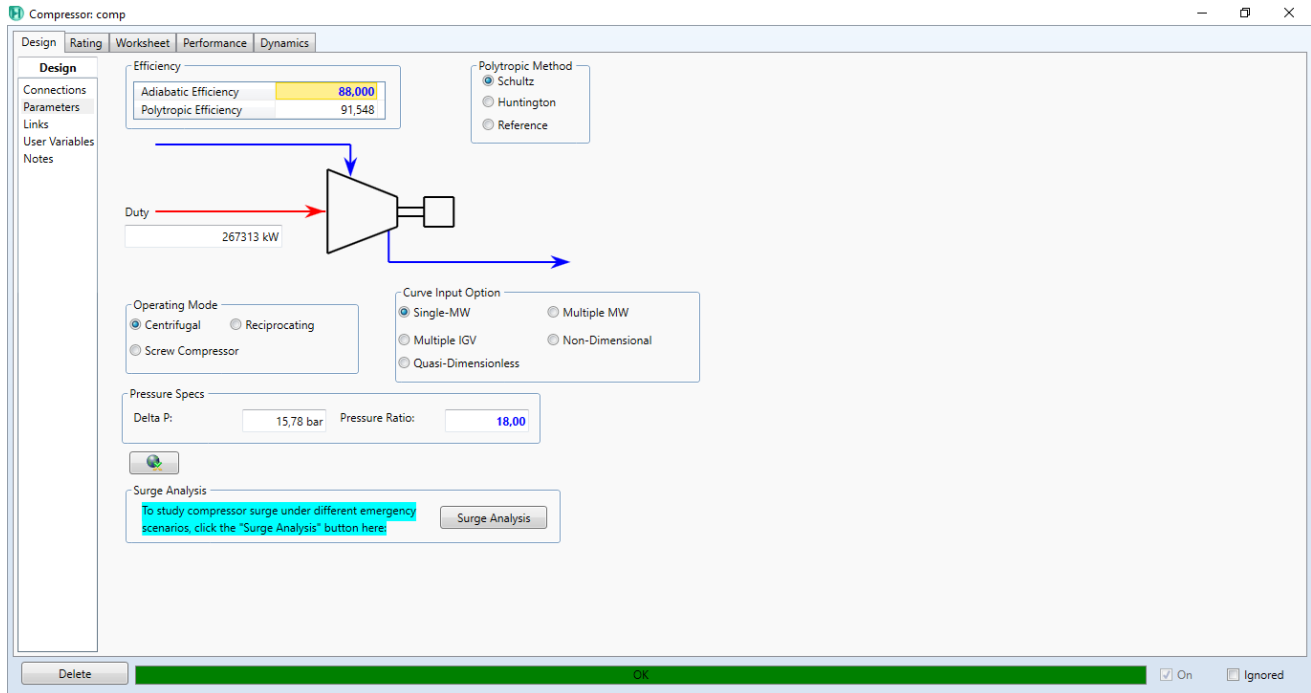 Compressor: comp
Design Rating Worksheet Performance Dynamics
Design
Connections
Parameters
Links
User Variables
Notes
Efficiency
Adiabatic Efficiency 88,000
Polytropic Efficiency 91,548
Polytropic Method
Schultz
Huntington
Reference
Duty
267313 kW
Operating Mode
Centrifugal Reciprocating
Screw Compressor
Curve Input Option
Single-MW Multiple MW
Multiple IGV Non-Dimensional
Quasi-Dimensionless
Pressure Specs
Delta P: 15,78 bar Pressure Ratio: 18,00
Surge Analysis
To study compressor surge under different emergency
scenarios, click the "Surge Analysis" button here:
Surge Analysis
Delete OK On Ignored